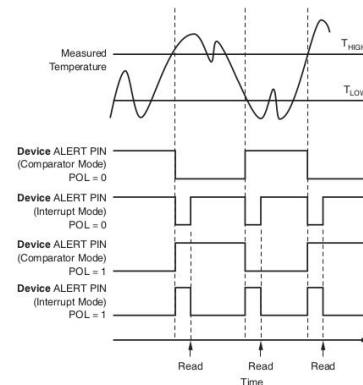 Measured
Temperature
THIGH
TLOW
Device ALERT PIN
(Comparator Mode)
POL = 0
Device ALERT PIN
(Interrupt Mode)
POL = 0
Device ALERT PIN
(Comparator Mode)
POL = 1
Device ALERT PIN
(Interrupt Mode)
POL = 1
Read Read Read
Time